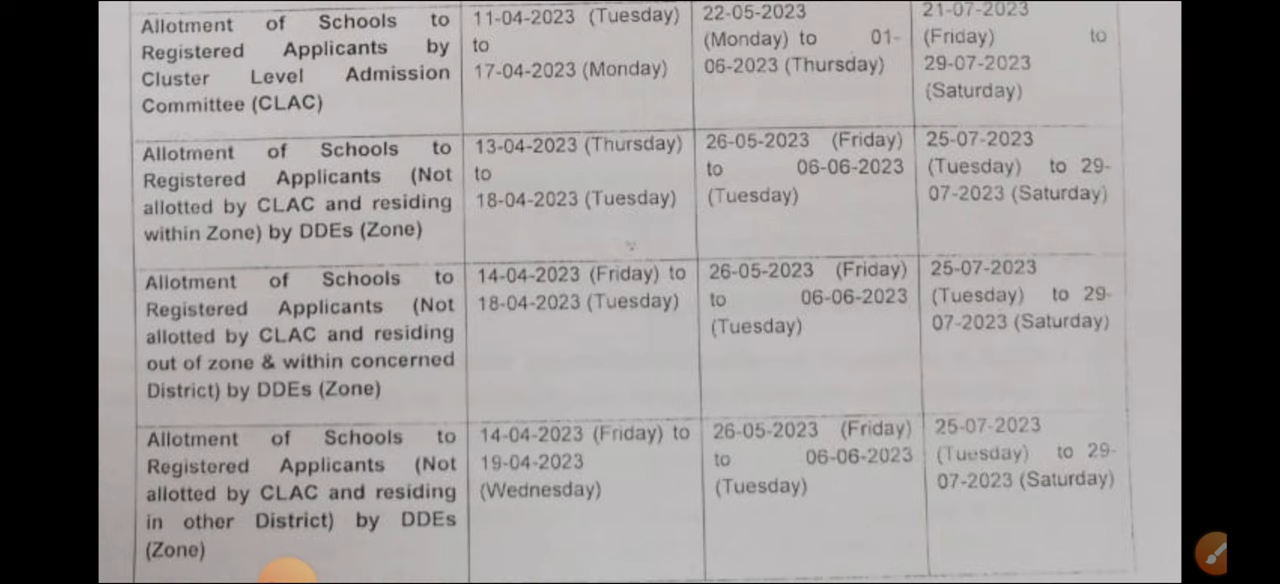 Allotment of Schools to
Registered Applicants by
Cluster Level Admission
Committee (CLAC)
11-04-2023 (Tuesday)
to
17-04-2023 (Monday)
22-05-2023
(Monday) to 01-
06-2023 (Thursday)
21-07-2023
(Friday) to
29-07-2023
(Saturday)
Allotment of Schools to
Registered Applicants (Not
allotted by CLAC and residing
within Zone) by DDEs (Zone)
13-04-2023 (Thursday)
to
18-04-2023 (Tuesday)
26-05-2023 (Friday)
to 06-06-2023
(Tuesday)
25-07-2023
(Tuesday) to 29-
07-2023 (Saturday)
Allotment of Schools to
Registered Applicants (Not
allotted by CLAC and residing
out of zone & within concerned
District) by DDEs (Zone)
14-04-2023 (Friday) to
18-04-2023 (Tuesday)
26-05-2023 (Friday)
to 06-06-2023
(Tuesday)
25-07-2023
(Tuesday) to 29-
07-2023 (Saturday)
Allotment of Schools to
Registered Applicants (Not
allotted by CLAC and residing
in other District) by DDEs
(Zone)
14-04-2023 (Friday) to
19-04-2023
(Wednesday)
26-05-2023 (Friday)
to 06-06-2023
(Tuesday)
25-07-2023
(Tuesday) to 29-
07-2023 (Saturday)